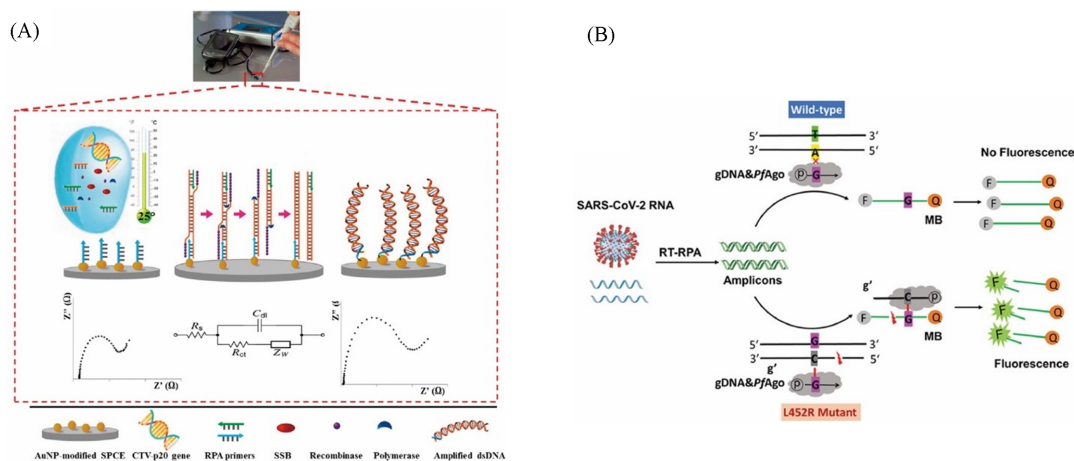 (A)
(B)
25°
Z'' (Ω)
Z' (Ω)
Rs
Cdl
Rct
Zw
Z' (Ω)
AuNP-modified SPCE
CTV-p20 gene
RPA primers
SSB
Recombinase
Polymerase
Amplified dsDNA
Wild-type
5' T 3'
3' A 5'
P G
gDNA&PfAgo
F G Q
MB
No Fluorescence
F Q
F Q
F Q
SARS-CoV-2 RNA
RT-RPA
Amplicons
g'
C P
F G Q
MB
F Q
F Q
F Q
Fluorescence
5' G 3'
3' C 5'
g'
gDNA&PfAgo
P G
L452R Mutant